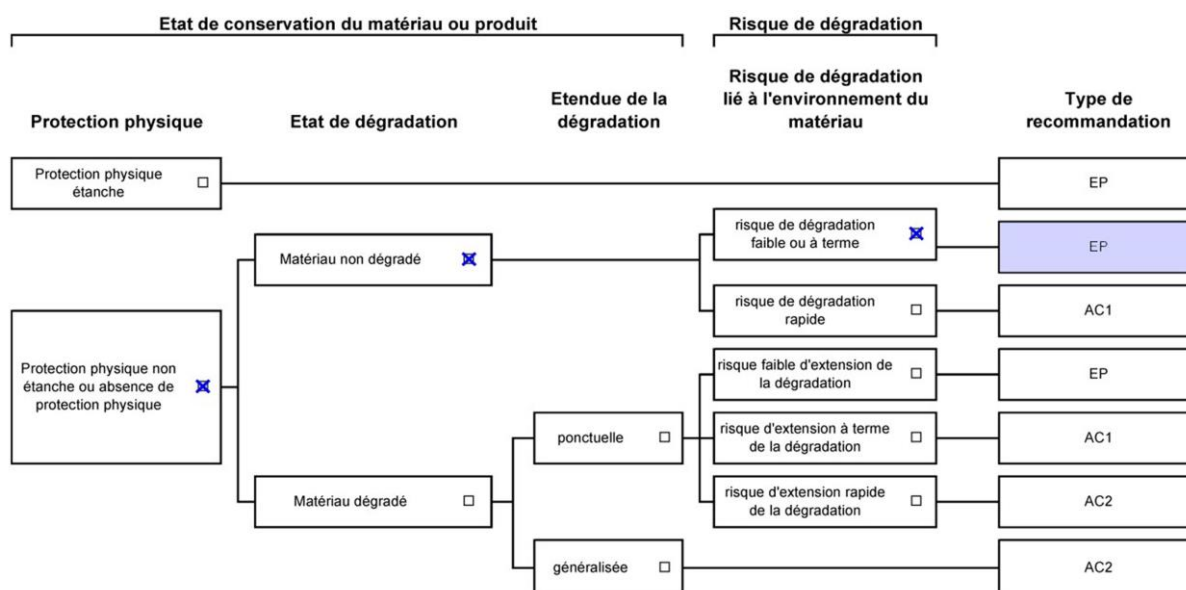 Etat de conservation du matériau ou produit
Risque de dégradation
Protection physique
Etat de dégradation
Etendue de la
dégradation
Risque de dégradation
lié à l'environnement du
matériau
Type de
recommandation
Protection physique
étanche
EP
Protection physique non
étanche ou absence de
protection physique
Matériau non dégradé
risque de dégradation
faible ou à terme
EP
risque de dégradation
rapide
AC1
Matériau dégradé
ponctuelle
risque faible d'extension de
la dégradation
EP
risque d'extension à terme
de la dégradation
AC1
risque d'extension rapide
de la dégradation
AC2
généralisée
AC2